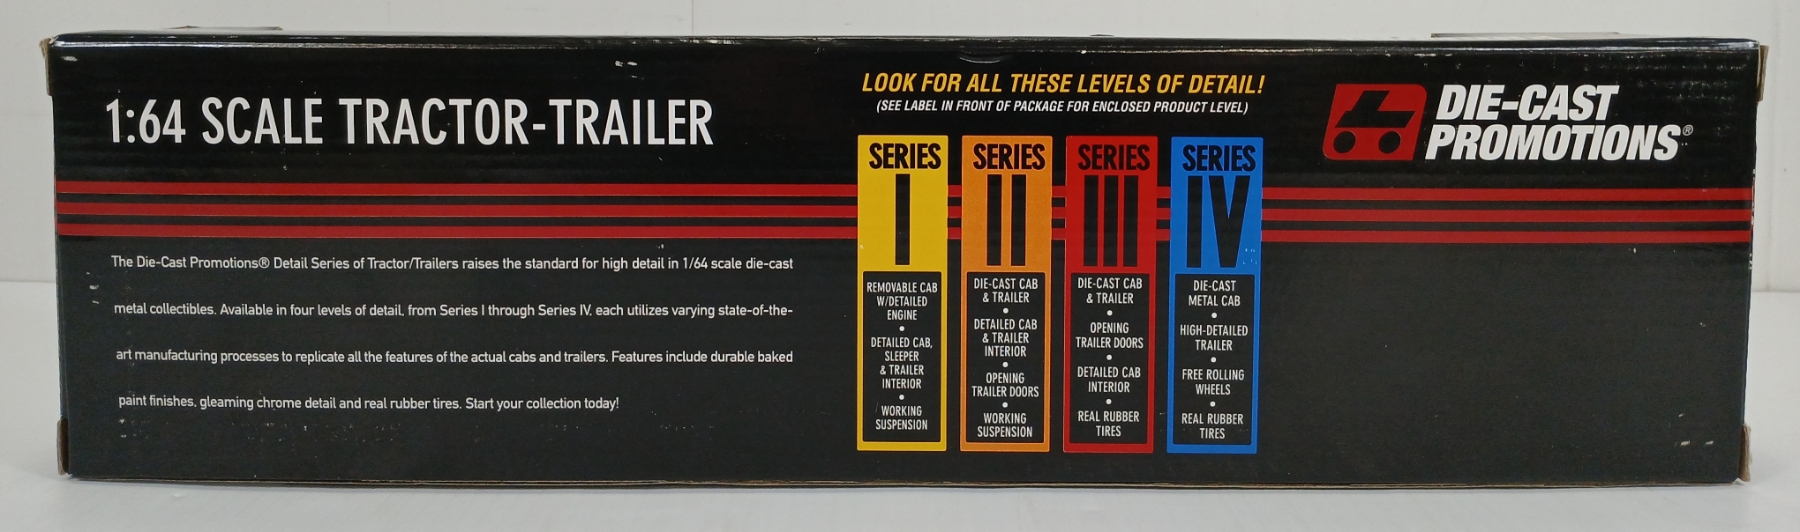 1:64 SCALE TRACTOR-TRAILER
The Die-Cast Promotions® Detail Series of Tractor/Trailers raises the standard for high detail in 1/64 scale die-cast
metal collectibles. Available in four levels of detail, from Series I through Series IV, each utilizes varying state-of-the-
art manufacturing processes to replicate all the features of the actual cabs and trailers. Features include durable baked
paint finishes, gleaming chrome detail and real rubber tires. Start your collection today!
LOOK FOR ALL THESE LEVELS OF DETAIL!
(SEE LABEL IN FRONT OF PACKAGE FOR ENCLOSED PRODUCT LEVEL)
SERIES
I
REMOVABLE CAB
W/DETAILED
ENGINE
•
DETAILED CAB,
SLEEPER
& TRAILER
INTERIOR
•
WORKING
SUSPENSION
SERIES
II
DIE-CAST CAB
& TRAILER
•
DETAILED CAB
& TRAILER
INTERIOR
•
OPENING
TRAILER DOORS
•
WORKING
SUSPENSION
SERIES
III
DIE-CAST CAB
& TRAILER
•
OPENING
TRAILER DOORS
•
DETAILED CAB
INTERIOR
•
REAL RUBBER
TIRES
SERIES
IV
DIE-CAST
METAL CAB
•
HIGH-DETAILED
TRAILER
•
FREE ROLLING
WHEELS
•
REAL RUBBER
TIRES
DIE-CAST
PROMOTIONS®